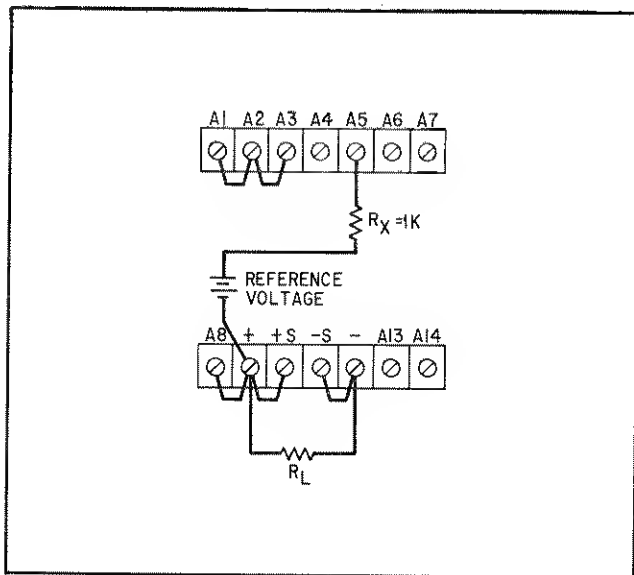 A1 A2 A3 A4 A5 A6 A7
RX=1K
REFERENCE
VOLTAGE
A8 + +S -S - A13 A14
RL